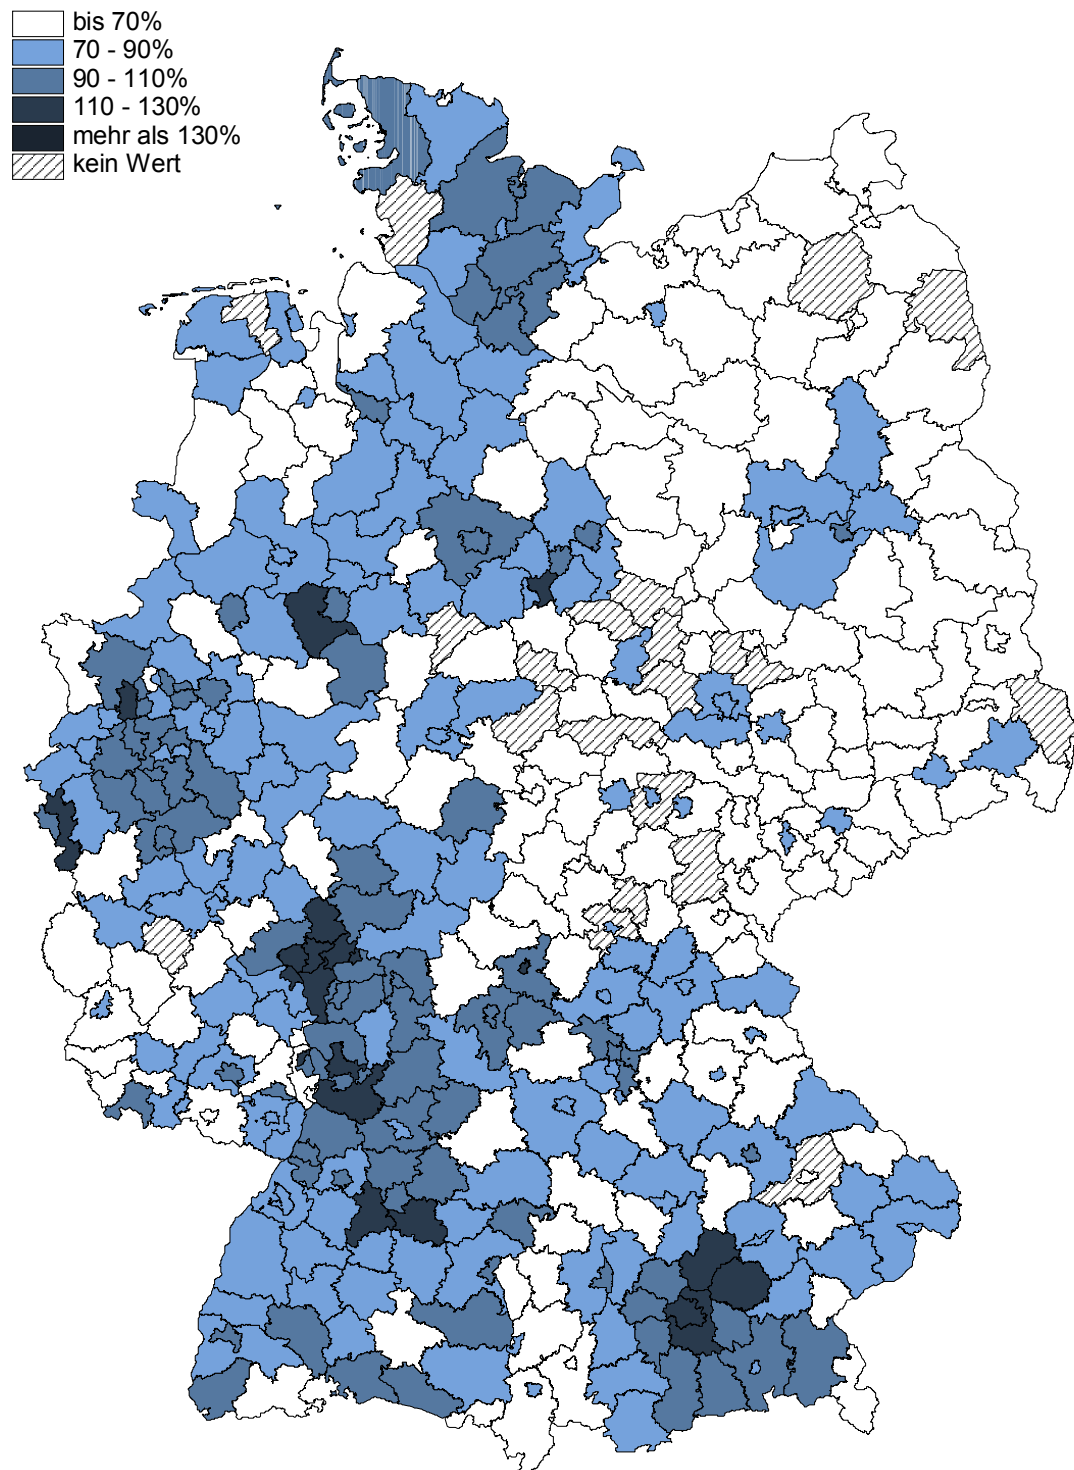 bis 70%
70 - 90%
90 - 110%
110 - 130%
mehr als 130%
kein Wert